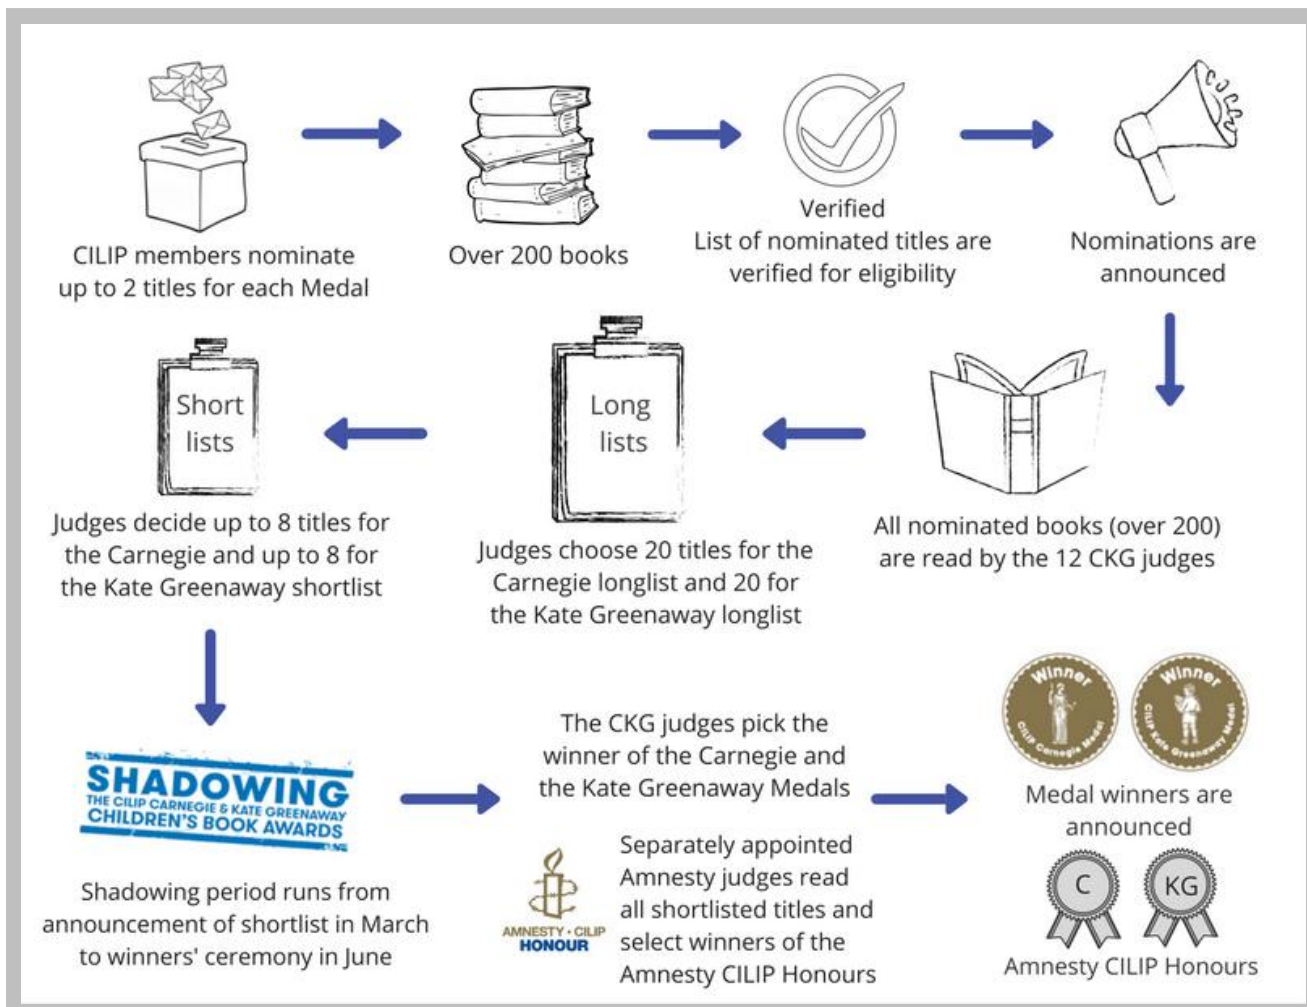 CILIP members nominate
up to 2 titles for each Medal
Over 200 books
Verified
List of nominated titles are
verified for eligibility
Nominations are
announced
All nominated books (over 200)
are read by the 12 CKG judges
Long
lists
Judges choose 20 titles for the
Carnegie longlist and 20 for
the Kate Greenaway longlist
Short
lists
Judges decide up to 8 titles for
the Carnegie and up to 8 for
the Kate Greenaway shortlist
SHADOWING
THE CILIP CARNEGIE & KATE GREENAWAY
CHILDREN'S BOOK AWARDS
Shadowing period runs from
announcement of shortlist in March
to winners' ceremony in June
The CKG judges pick the
winner of the Carnegie and
the Kate Greenaway Medals
AMNESTY · CILIP
HONOUR
Separately appointed
Amnesty judges read
all shortlisted titles and
select winners of the
Amnesty CILIP Honours
Winner
CILIP Carnegie Medal
Winner
CILIP Kate Greenaway Medal
Medal winners are
announced
C
KG
Amnesty CILIP Honours